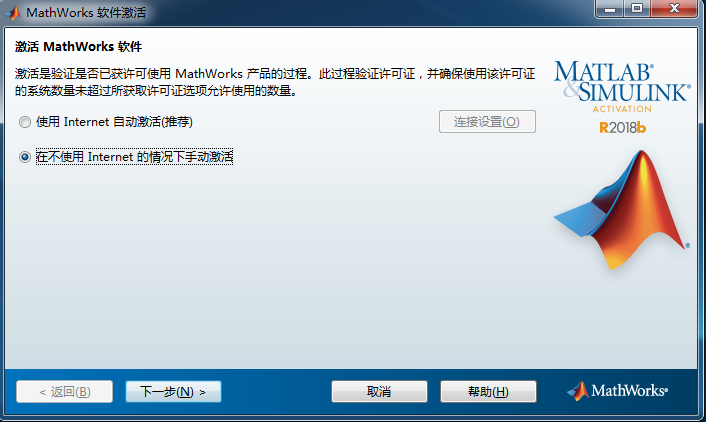 MathWorks 软件激活
激活 MathWorks 软件
激活是验证是否已获许可使用 MathWorks 产品的过程。此过程验证许可证，并确保使用该许可证
的系统数量未超过所获取许可证选项允许使用的数量。
使用 Internet 自动激活(推荐)
连接设置(O)
在不使用 Internet 的情况下手动激活
MATLAB®
&SIMULINK®
ACTIVATION
R2018b
®
< 返回(B)
下一步(N) >
取消
帮助(H)
MathWorks®